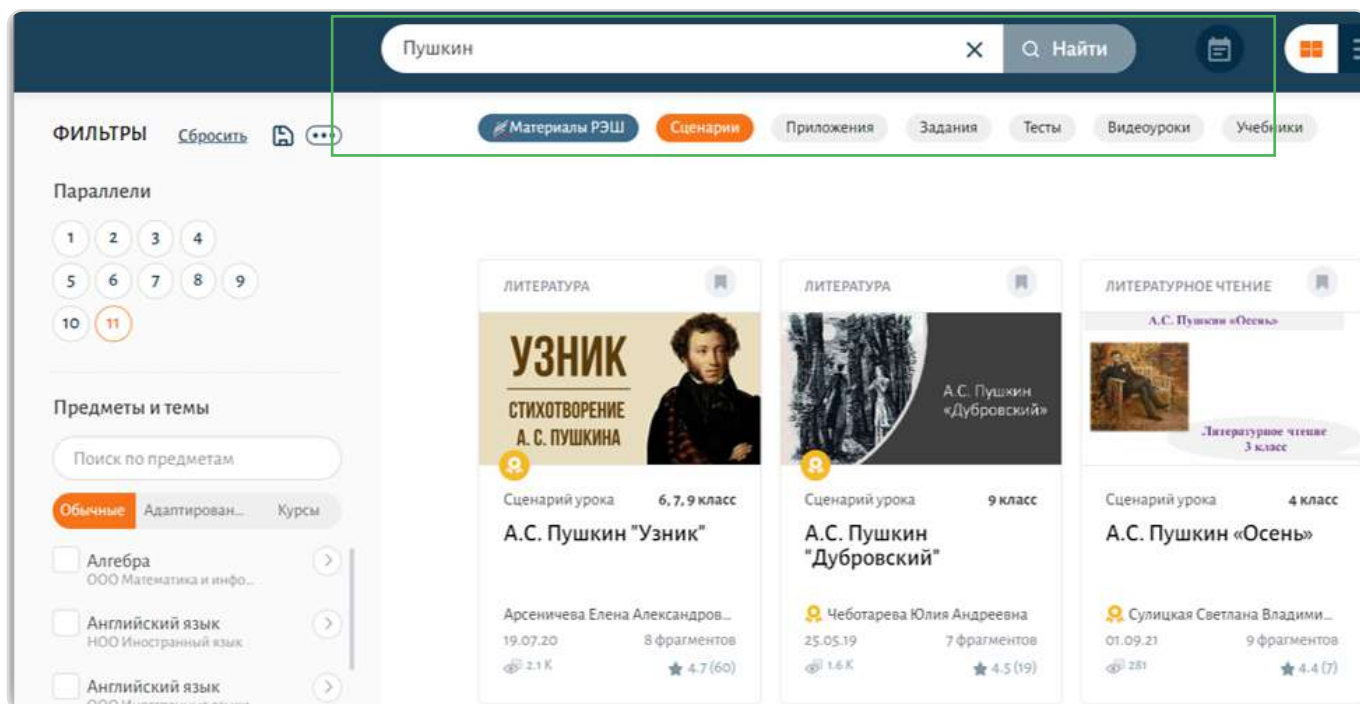 Пушкин
Найти
ФИЛЬТРЫ Сбросить
Материалы РЭШ Сценарии Приложения Задания Тесты Видеоуроки Учебники
Параллели
1 2 3 4
5 6 7 8 9
10 11
Предметы и темы
Поиск по предметам
Обычные Адаптирован... Курсы
Алгебра
ООО Математика и инфо...
Английский язык
НОО Иностранный язык
Английский язык
ООО Иностранные языки
ЛИТЕРАТУРА
УЗНИК
СТИХОТВОРЕНИЕ
А. С. ПУШКИНА
Сценарий урока 6, 7, 9 класс
А.С. Пушкин "Узник"
Арсеничева Елена Александров...
19.07.20 8 фрагментов
2.1 K 4.7 (60)
ЛИТЕРАТУРА
А.С. Пушкин
«Дубровский»
Сценарий урока 9 класс
А.С. Пушкин
"Дубровский"
Чеботарева Юлия Андреевна
25.05.19 7 фрагментов
1.6 K 4.5 (19)
ЛИТЕРАТУРНОЕ ЧТЕНИЕ
А.С. Пушкин «Осень»
Литературное чтение
3 класс
Сценарий урока 4 класс
А.С. Пушкин «Осень»
Сулицкая Светлана Владими...
01.09.21 9 фрагментов
281 4.4 (7)